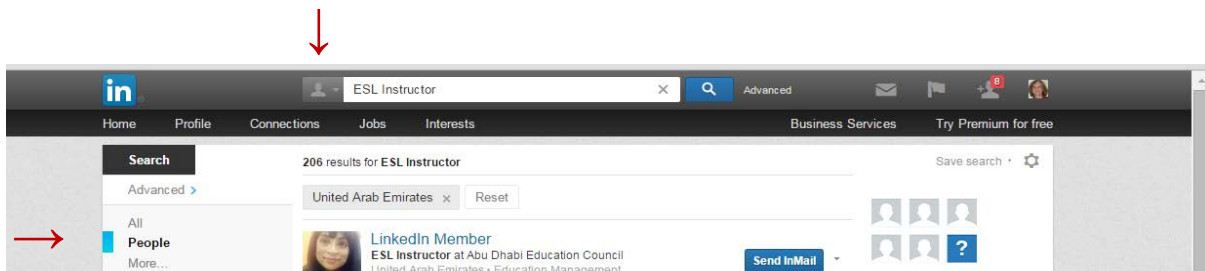 in
ESL Instructor × Advanced 8
Home Profile Connections Jobs Interests Business Services Try Premium for free
Search
Advanced >
All
People
More...
206 results for ESL Instructor
Save search
United Arab Emirates × Reset
LinkedIn Member
ESL Instructor at Abu Dhabi Education Council
United Arab Emirates • Education Management
Send InMail
?